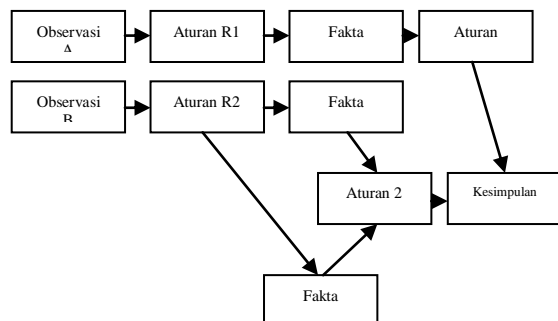 Observasi
A
Aturan R1
Fakta
Aturan
Observasi
B
Aturan R2
Fakta
Aturan 2
Kesimpulan
Fakta